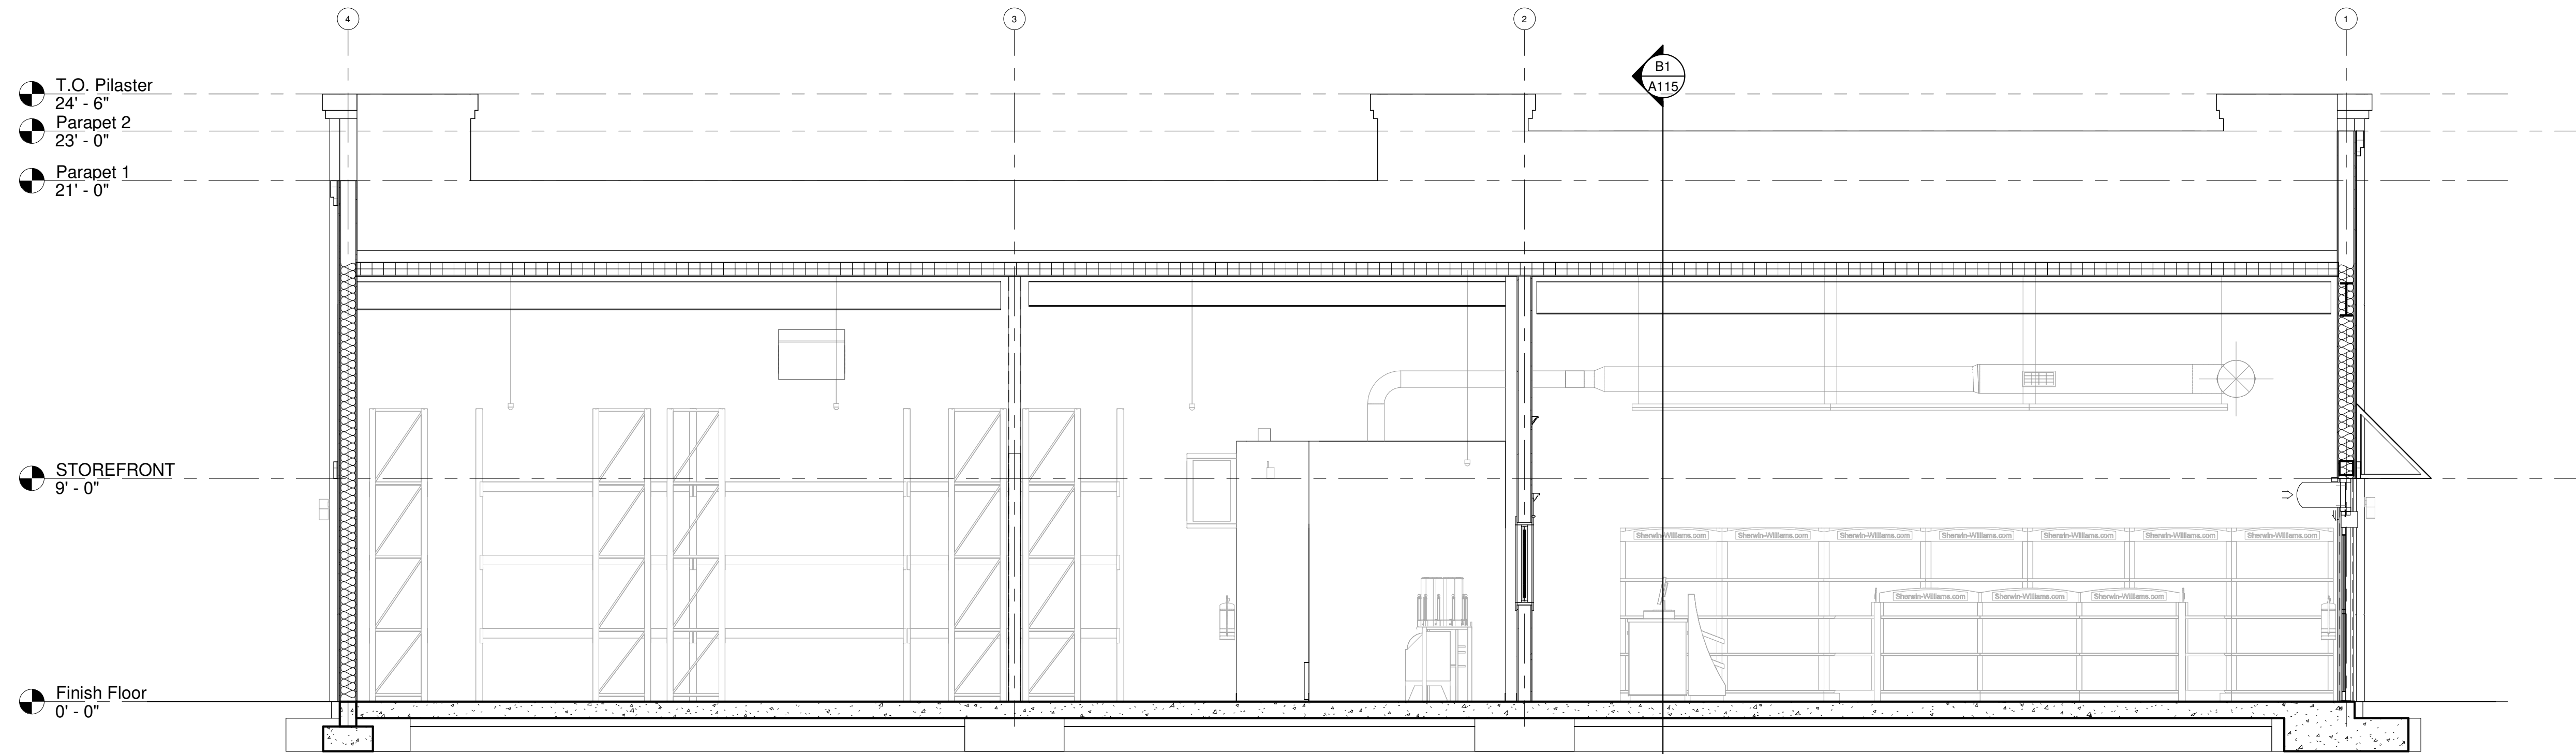 4
3
2
1
B1
A115
T.O. Pilaster
24' - 6"
Parapet 2
23' - 0"
Parapet 1
21' - 0"
STOREFRONT
9' - 0"
Sherwin-Williams.com
Sherwin-Williams.com
Sherwin-Williams.com
Sherwin-Williams.com
Sherwin-Williams.com
Sherwin-Williams.com
Sherwin-Williams.com
Sherwin-Williams.com
Sherwin-Williams.com
Sherwin-Williams.com
Finish Floor
0' - 0"